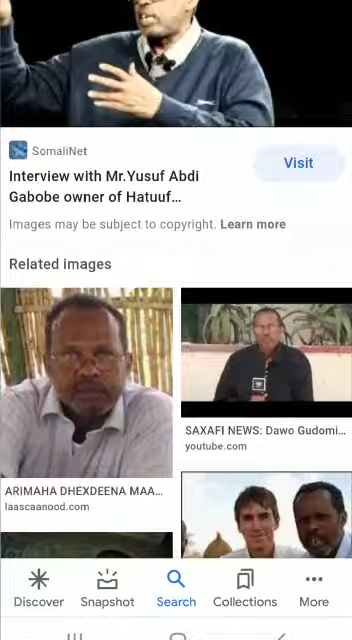 SomaliNet
Interview with Mr.Yusuf Abdi
Gabobe owner of Hatuuf...
Visit
Images may be subject to copyright. Learn more
Related images
ARIMAHA DHEXDEENA MAA...
laascaanood.com
SAXAFI NEWS: Dawo Gudomi...
youtube.com
Discover
Snapshot
Search
Collections
More